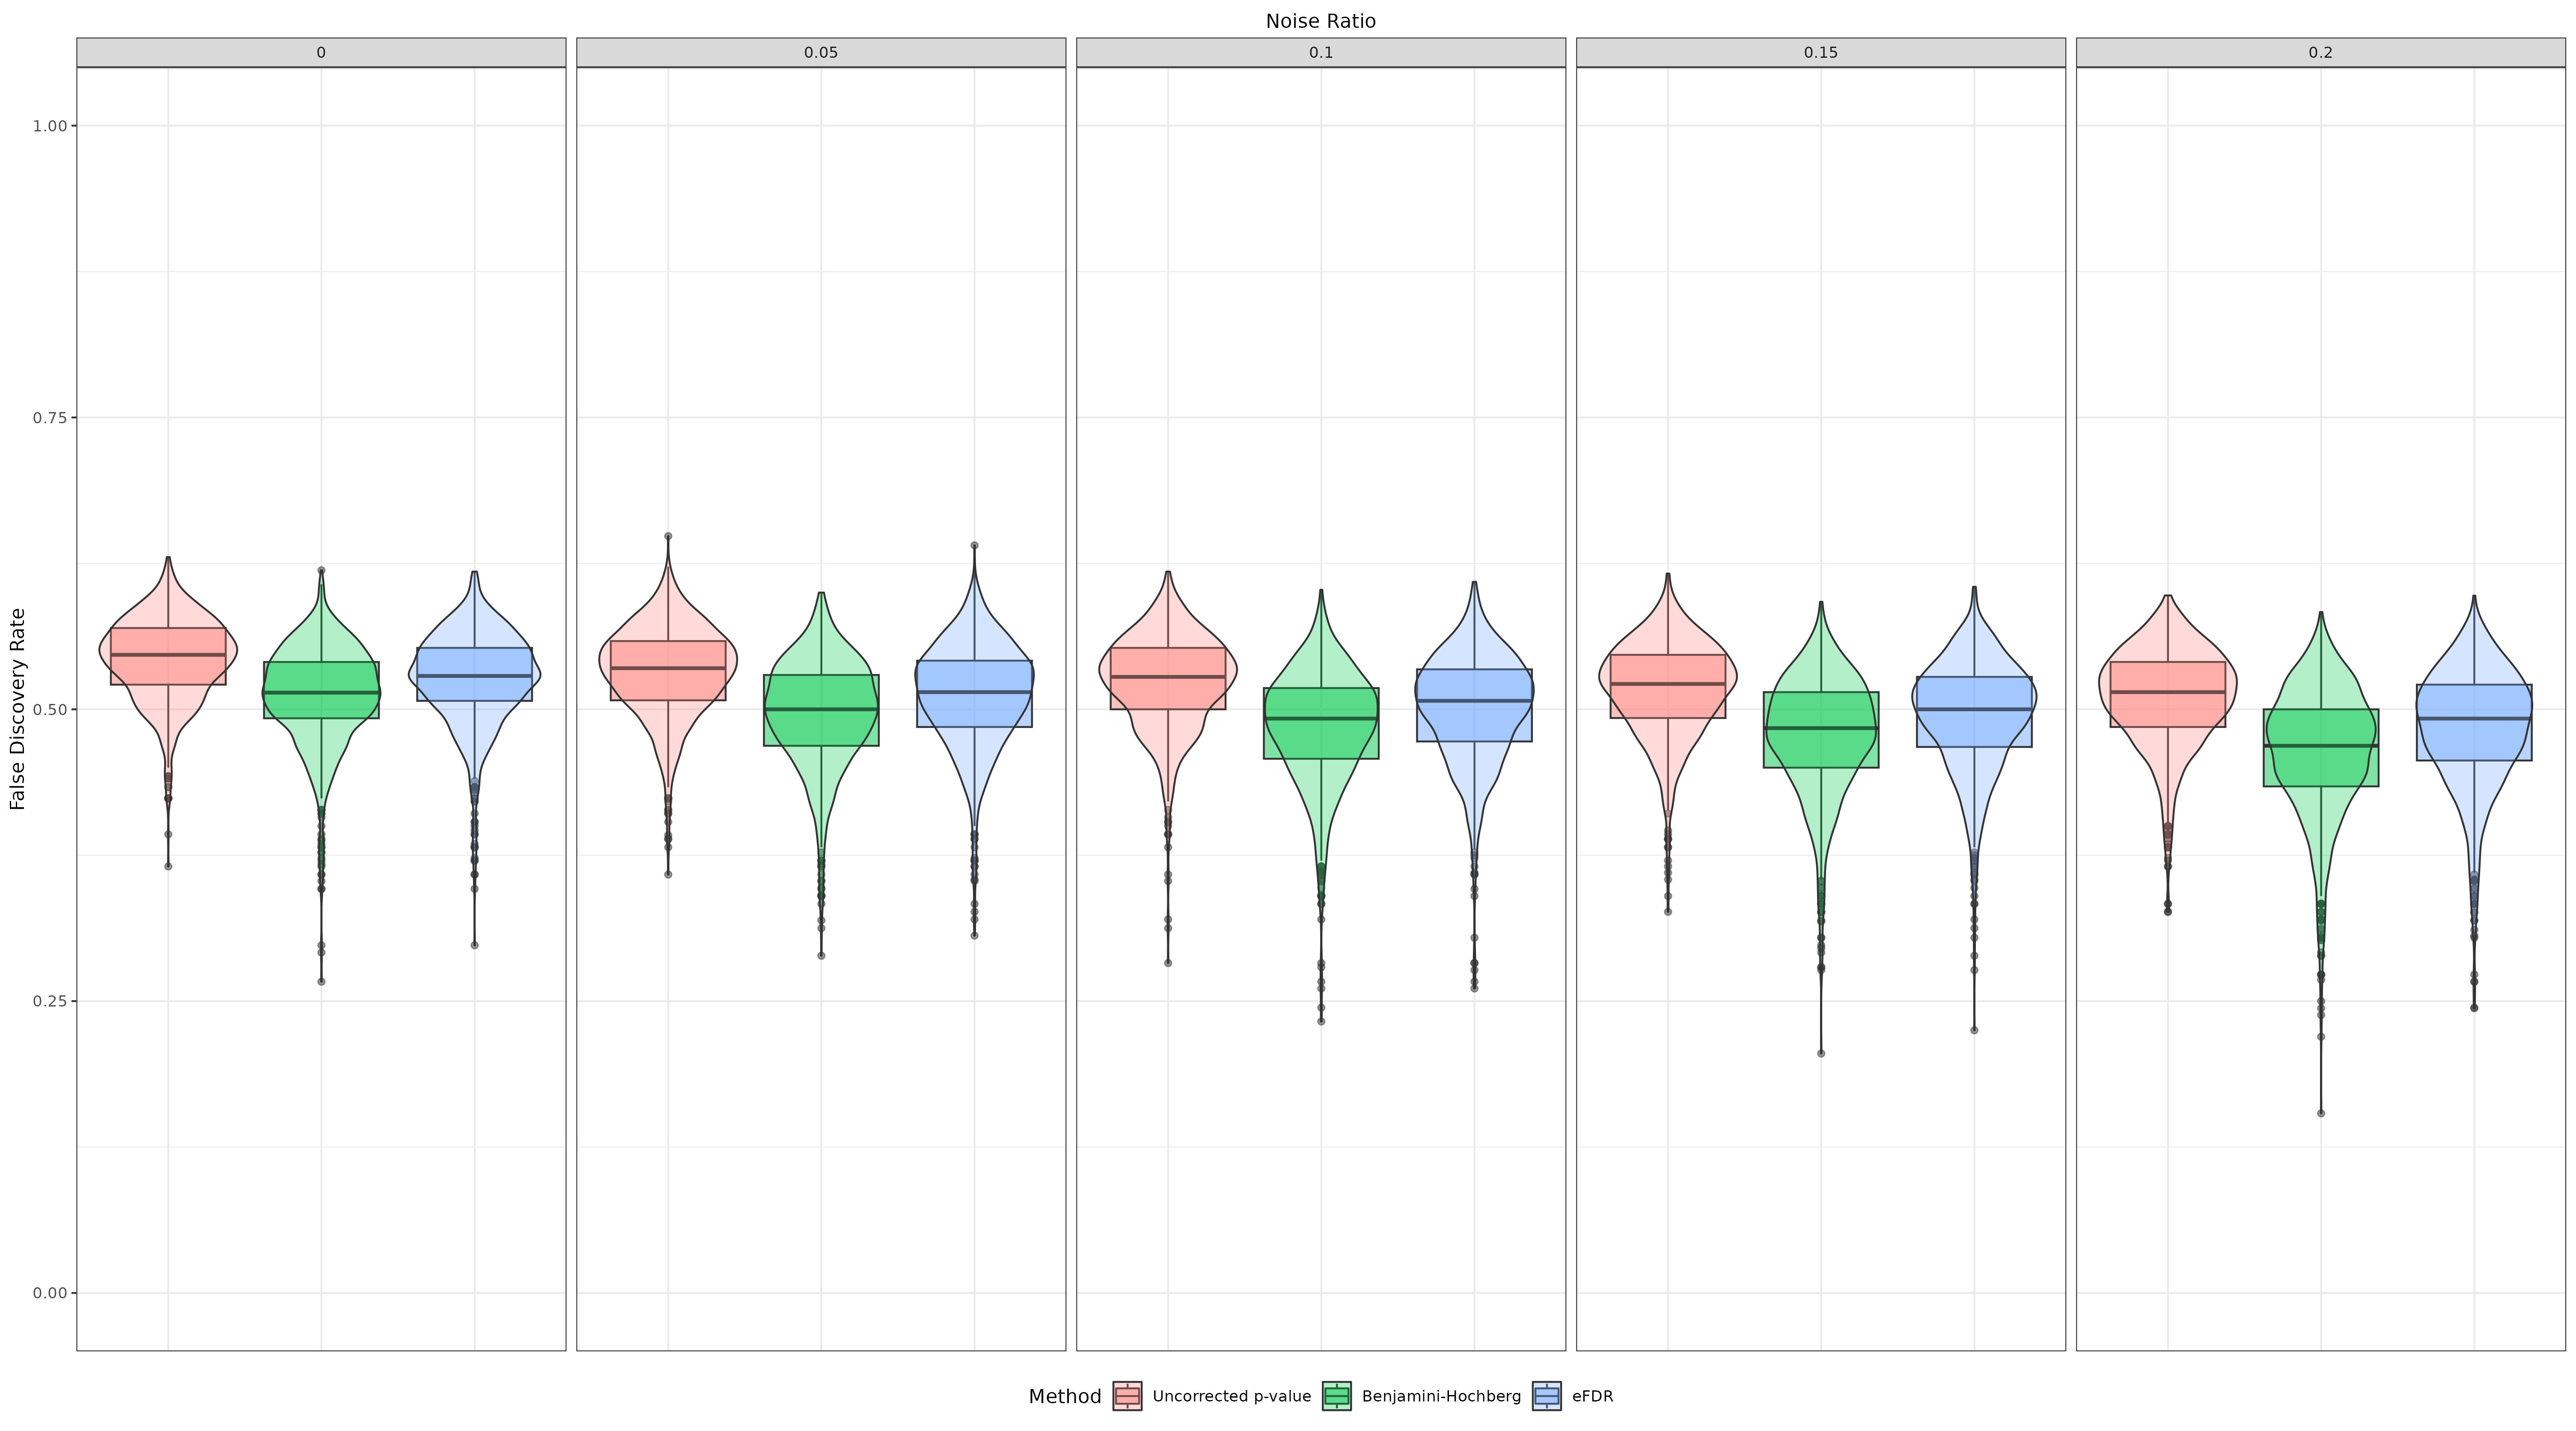 Noise Ratio
0 0.05 0.1 0.15 0.2
1.00
0.75
0.50
0.25
0.00
False Discovery Rate
Method Uncorrected p-value Benjamini-Hochberg eFDR